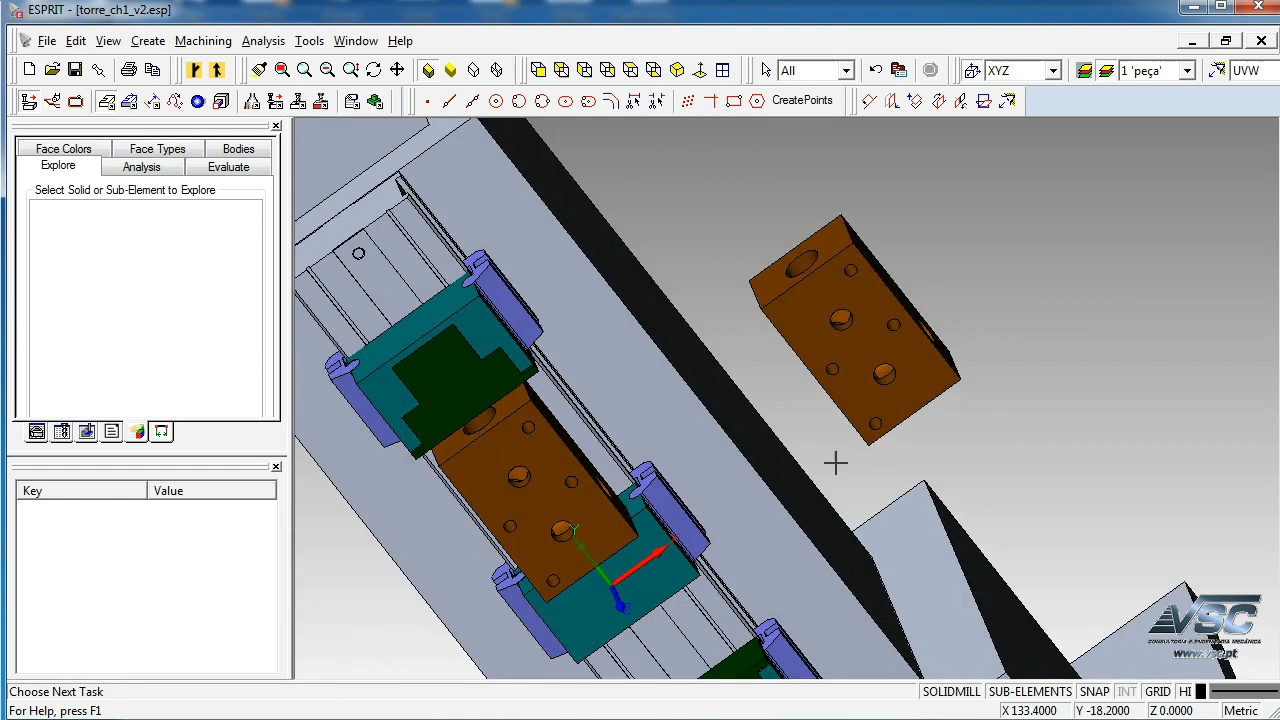 ESPRIT - [torre_ch1_v2.esp]
File Edit View Create Machining Analysis Tools Window Help
All
XYZ
1 'peça'
UVW
CreatePoints
Face Colors Face Types Bodies
Explore Analysis Evaluate
Select Solid or Sub-Element to Explore
Key Value
Y
VSC
CONSULTORIA E ENGENHARIA MECÂNICA
www.vsc.pt
Choose Next Task
SOLIDMILL SUB-ELEMENTS SNAP INT GRID HI
For Help, press F1
X 133.4000 Y -18.2000 Z 0.0000 Metric